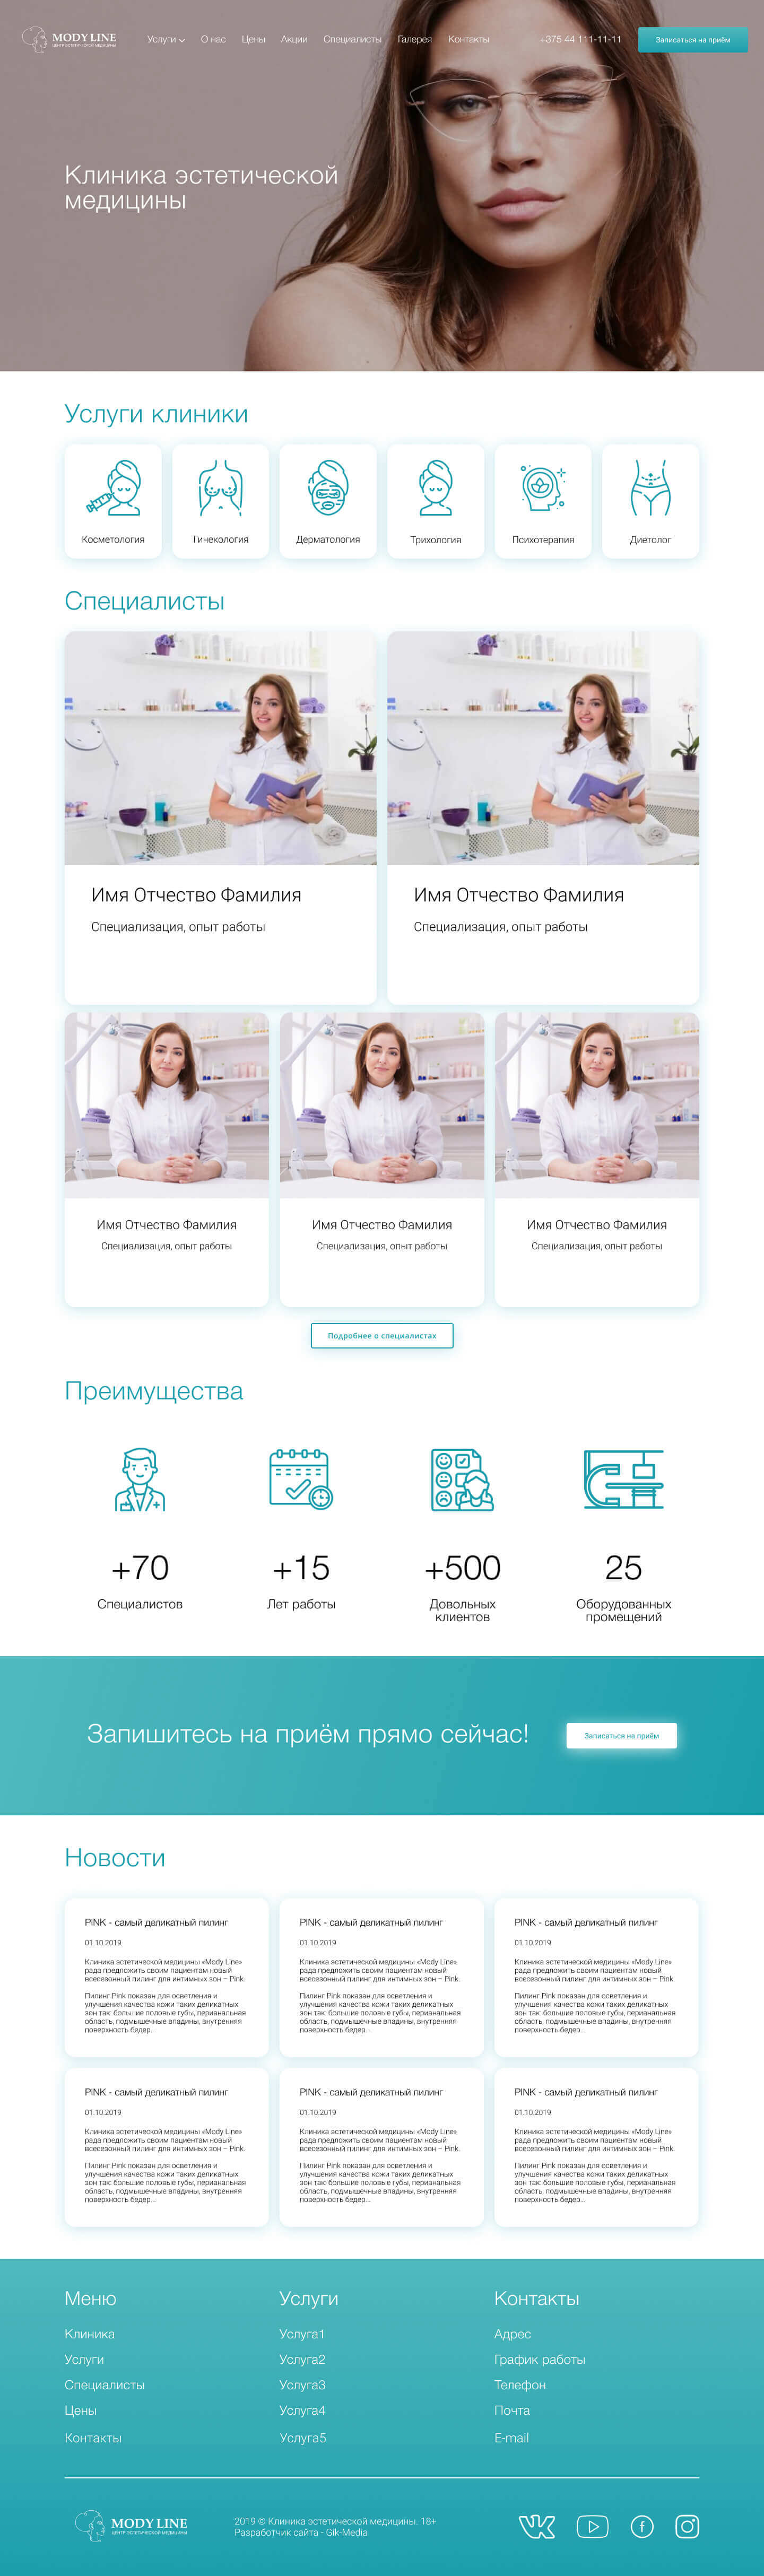 MODY LINE
ЦЕНТР ЭСТЕТИЧЕСКОЙ МЕДИЦИНЫ
Услуги О нас Цены Акции Специалисты Галерея Контакты
+375 44 111-11-11
Записаться на приём
Клиника эстетической
медицины
Услуги клиники
Косметология
Гинекология
Дерматология
Трихология
Психотерапия
Диетолог
Специалисты
Имя Отчество Фамилия
Специализация, опыт работы
Имя Отчество Фамилия
Специализация, опыт работы
Имя Отчество Фамилия
Специализация, опыт работы
Имя Отчество Фамилия
Специализация, опыт работы
Имя Отчество Фамилия
Специализация, опыт работы
Подробнее о специалистах
Преимущества
+70
Специалистов
+15
Лет работы
+500
Довольных
клиентов
25
Оборудованных
промещений
Запишитесь на приём прямо сейчас!
Записаться на приём
Новости
PINK - самый деликатный пилинг
01.10.2019
Клиника эстетической медицины «Mody Line»
рада предложить своим пациентам новый
всесезонный пилинг для интимных зон – Pink.
Пилинг Pink показан для осветления и
улучшения качества кожи таких деликатных
зон так: большие половые губы, перианальная
область, подмышечные впадины, внутренняя
поверхность бедер...
PINK - самый деликатный пилинг
01.10.2019
Клиника эстетической медицины «Mody Line»
рада предложить своим пациентам новый
всесезонный пилинг для интимных зон – Pink.
Пилинг Pink показан для осветления и
улучшения качества кожи таких деликатных
зон так: большие половые губы, перианальная
область, подмышечные впадины, внутренняя
поверхность бедер...
PINK - самый деликатный пилинг
01.10.2019
Клиника эстетической медицины «Mody Line»
рада предложить своим пациентам новый
всесезонный пилинг для интимных зон – Pink.
Пилинг Pink показан для осветления и
улучшения качества кожи таких деликатных
зон так: большие половые губы, перианальная
область, подмышечные впадины, внутренняя
поверхность бедер...
PINK - самый деликатный пилинг
01.10.2019
Клиника эстетической медицины «Mody Line»
рада предложить своим пациентам новый
всесезонный пилинг для интимных зон – Pink.
Пилинг Pink показан для осветления и
улучшения качества кожи таких деликатных
зон так: большие половые губы, перианальная
область, подмышечные впадины, внутренняя
поверхность бедер...
PINK - самый деликатный пилинг
01.10.2019
Клиника эстетической медицины «Mody Line»
рада предложить своим пациентам новый
всесезонный пилинг для интимных зон – Pink.
Пилинг Pink показан для осветления и
улучшения качества кожи таких деликатных
зон так: большие половые губы, перианальная
область, подмышечные впадины, внутренняя
поверхность бедер...
PINK - самый деликатный пилинг
01.10.2019
Клиника эстетической медицины «Mody Line»
рада предложить своим пациентам новый
всесезонный пилинг для интимных зон – Pink.
Пилинг Pink показан для осветления и
улучшения качества кожи таких деликатных
зон так: большие половые губы, перианальная
область, подмышечные впадины, внутренняя
поверхность бедер...
Меню
Клиника
Услуги
Специалисты
Цены
Контакты
Услуги
Услуга1
Услуга2
Услуга3
Услуга4
Услуга5
Контакты
Адрес
График работы
Телефон
Почта
E-mail
MODY LINE
ЦЕНТР ЭСТЕТИЧЕСКОЙ МЕДИЦИНЫ
2019 © Клиника эстетической медицины. 18+
Разработчик сайта - Gik-Media